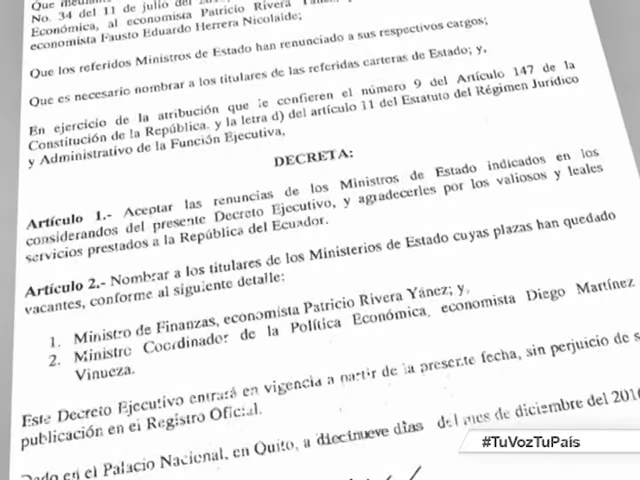 Que mediante
No. 34 del 11 de julio del
Económica, al economista Patricio Rivera
economista Fausto Eduardo Herrera Nicolaide;
Que los referidos Ministros de Estado han renunciado a sus respectivos cargos;
Que es necesario nombrar a los titulares de las referidas carteras de Estado; y,
En ejercicio de la atribución que le confieren el número 9 del Artículo 147 de la
Constitución de la República, y la letra d) del artículo 11 del Estatuto del Régimen Jurídico
y Administrativo de la Función Ejecutiva,
DECRETA:
Artículo 1.- Aceptar las renuncias de los Ministros de Estado indicados en los
considerandos del presente Decreto Ejecutivo, y agradecerles por los valiosos y leales
servicios prestados a la República del Ecuador.
Artículo 2.- Nombrar a los titulares de los Ministerios de Estado cuyas plazas han quedado
vacantes, conforme al siguiente detalle:
1. Ministro de Finanzas, economista Patricio Rivera Yánez; y,
2. Ministro Coordinador de la Política Económica, economista Diego Martínez
Vinueza.
Este Decreto Ejecutivo entrará en vigencia a partir de la presente fecha, sin perjuicio de s
publicación en el Registro Oficial.
Dado en el Palacio Nacional, en Quito, a diecinueve días del mes de diciembre del 2016
#TuVozTuPaís